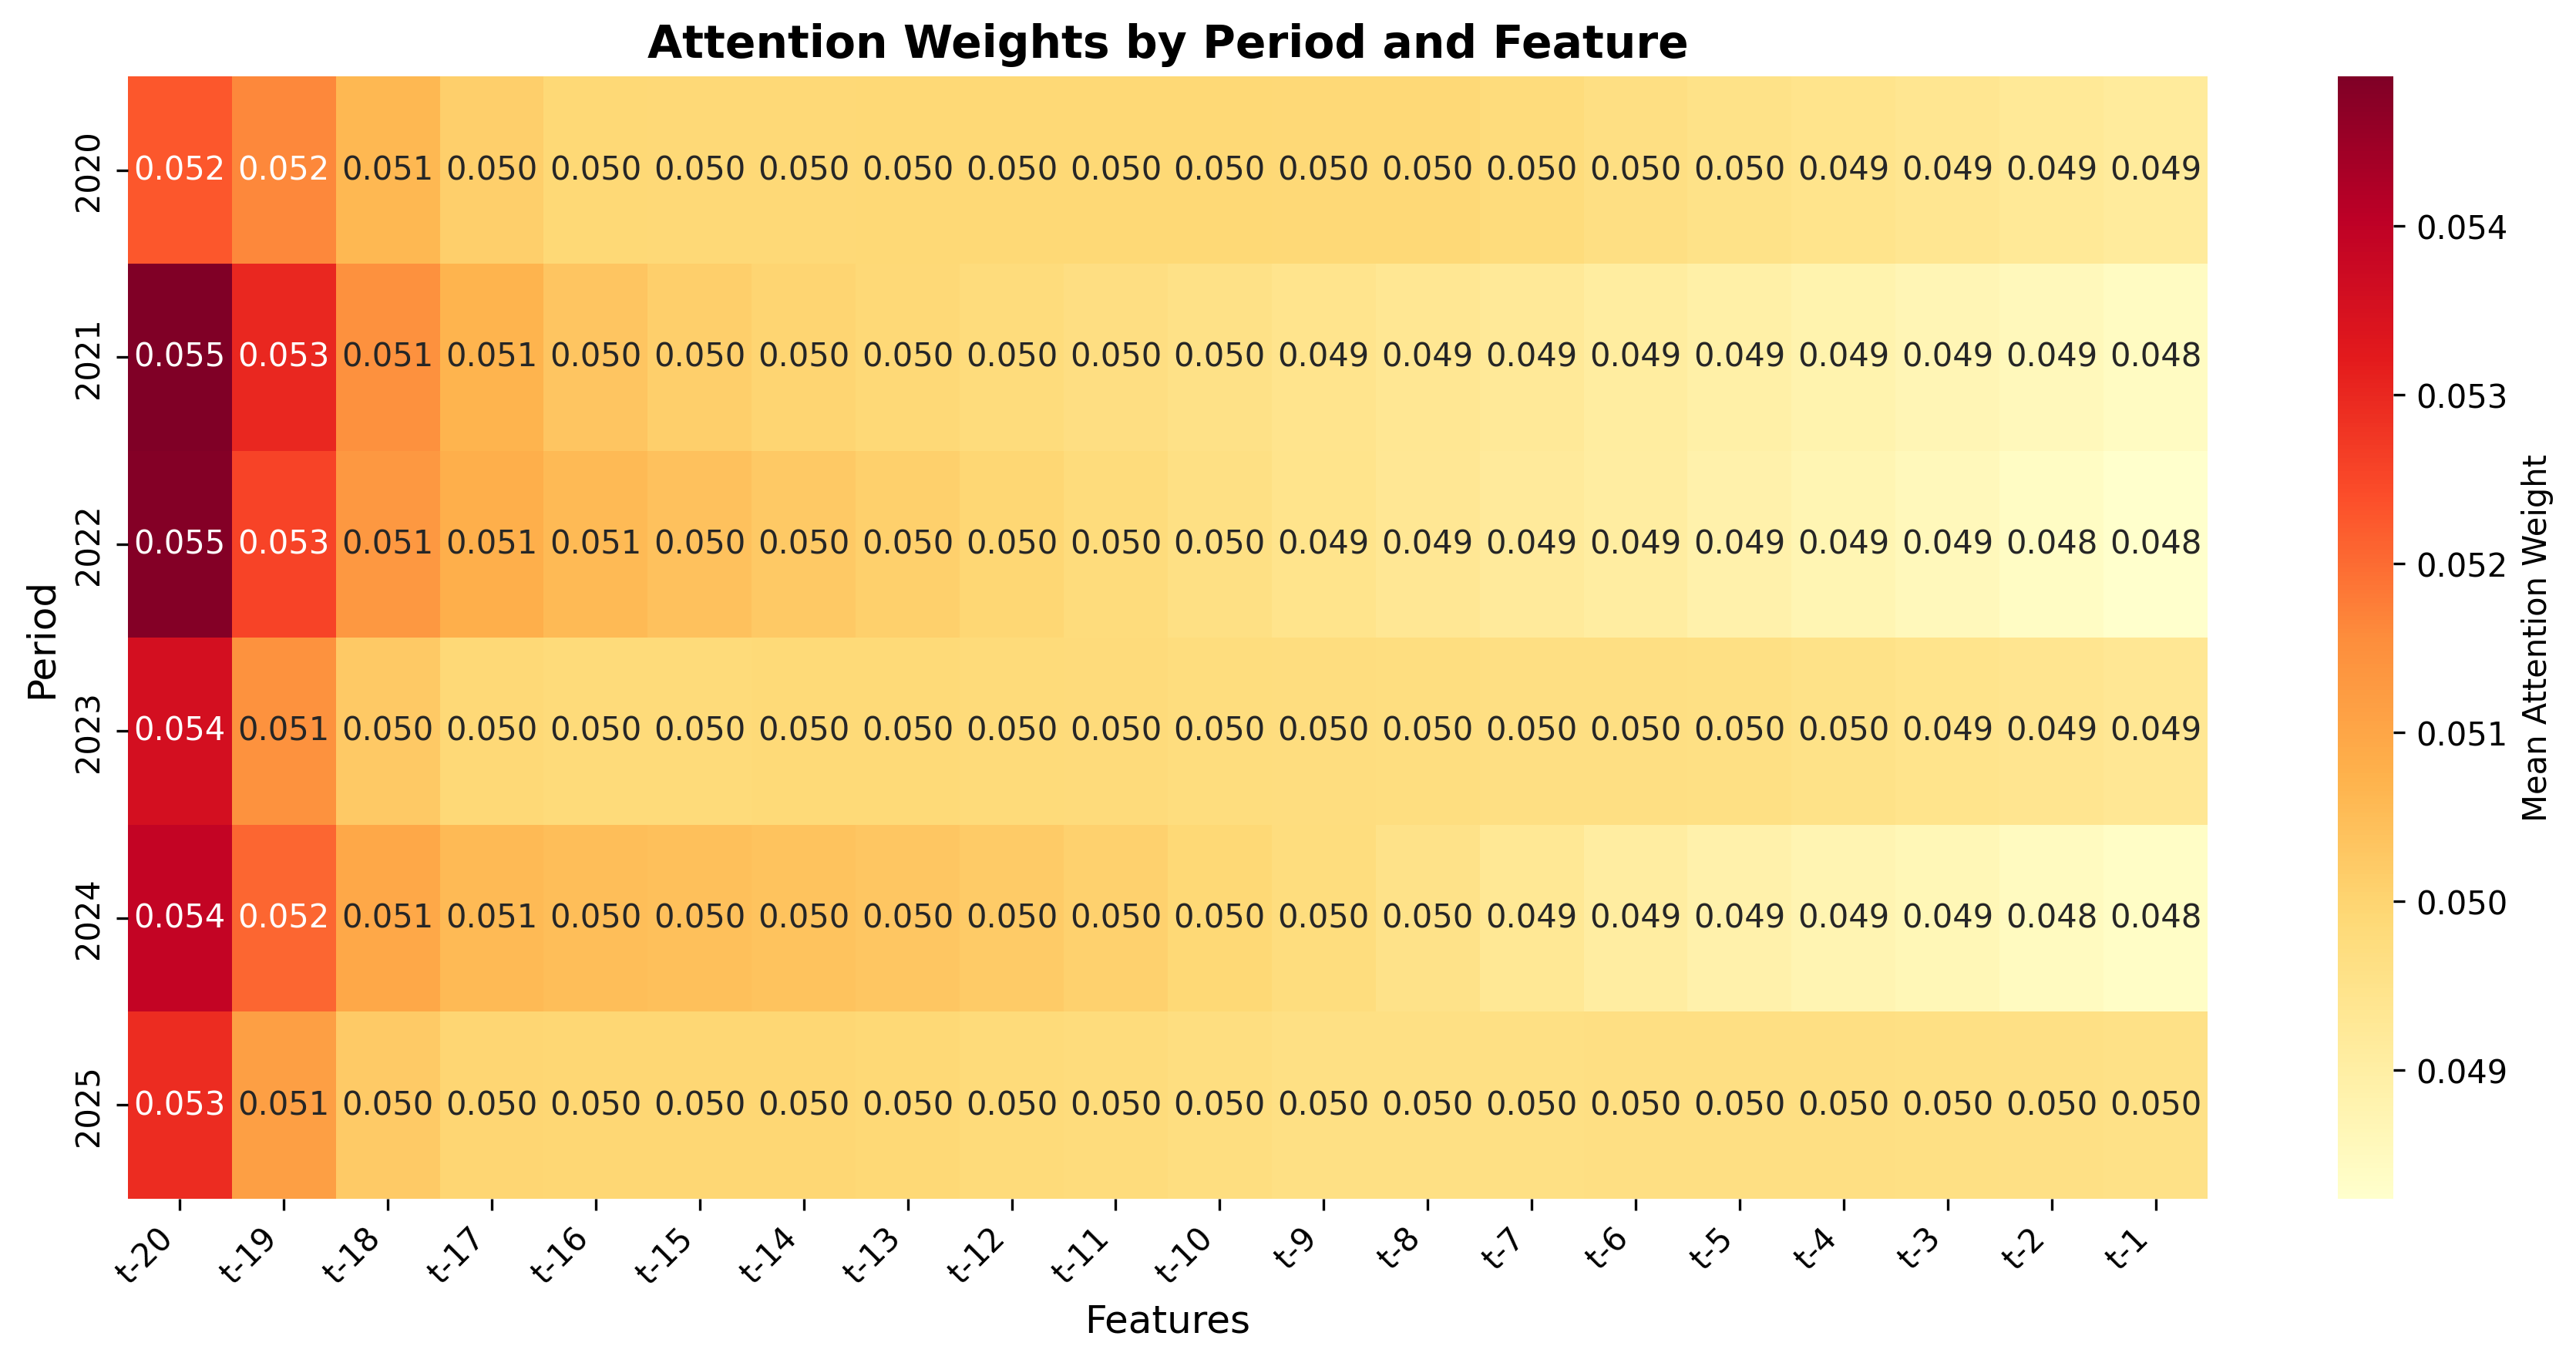 Attention Weights by Period and Feature
2020
0.052 0.052 0.051 0.050 0.050 0.050 0.050 0.050 0.050 0.050 0.050 0.050 0.050 0.050 0.050 0.050 0.049 0.049 0.049 0.049
2021
0.055 0.053 0.051 0.051 0.050 0.050 0.050 0.050 0.050 0.050 0.050 0.049 0.049 0.049 0.049 0.049 0.049 0.049 0.049 0.048
2022
0.055 0.053 0.051 0.051 0.051 0.050 0.050 0.050 0.050 0.050 0.050 0.049 0.049 0.049 0.049 0.049 0.049 0.049 0.048 0.048
2023
0.054 0.051 0.050 0.050 0.050 0.050 0.050 0.050 0.050 0.050 0.050 0.050 0.050 0.050 0.050 0.050 0.050 0.049 0.049 0.049
2024
0.054 0.052 0.051 0.051 0.050 0.050 0.050 0.050 0.050 0.050 0.050 0.050 0.050 0.049 0.049 0.049 0.049 0.049 0.048 0.048
2025
0.053 0.051 0.050 0.050 0.050 0.050 0.050 0.050 0.050 0.050 0.050 0.050 0.050 0.050 0.050 0.050 0.050 0.050 0.050 0.050
Period
t-20 t-19 t-18 t-17 t-16 t-15 t-14 t-13 t-12 t-11 t-10 t-9 t-8 t-7 t-6 t-5 t-4 t-3 t-2 t-1
Features
0.054
0.053
0.052
0.051
0.050
0.049
Mean Attention Weight